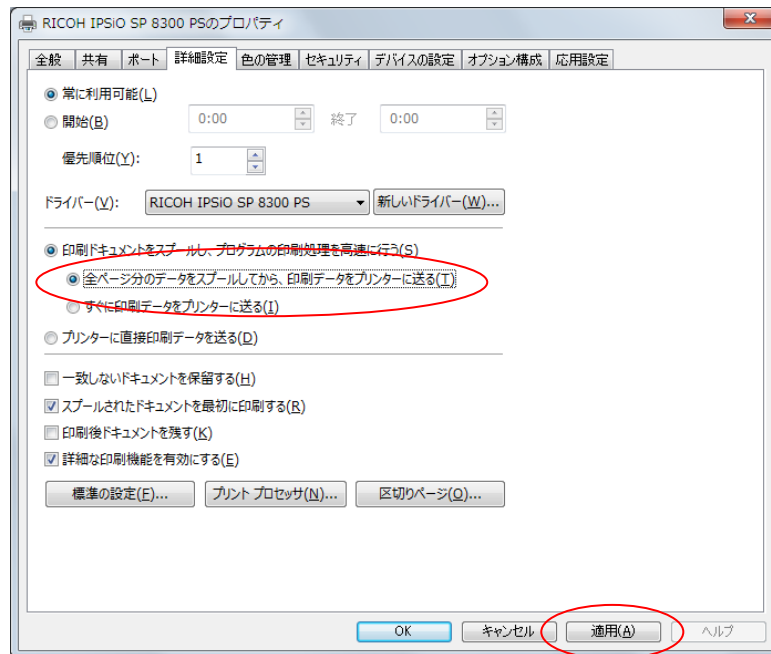 RICOH IPSiO SP 8300 PSのプロパティ
全般 共有 ポート 詳細設定 色の管理 セキュリティ デバイスの設定 オプション構成 応用設定
常に利用可能(L)
開始(B) 0:00 終了 0:00
優先順位(Y): 1
ドライバー(V): RICOH IPSiO SP 8300 PS 新しいドライバー(W)...
印刷ドキュメントをスプールし、プログラムの印刷処理を高速に行う(S)
全ページ分のデータをスプールしてから、印刷データをプリンターに送る(T)
すぐに印刷データをプリンターに送る(I)
プリンターに直接印刷データを送る(D)
一致しないドキュメントを保留する(H)
スプールされたドキュメントを最初に印刷する(R)
印刷後ドキュメントを残す(K)
詳細な印刷機能を有効にする(E)
標準の設定(F)... プリント プロセッサ(N)... 区切りページ(O)...
OK キャンセル 適用(A) ヘルプ